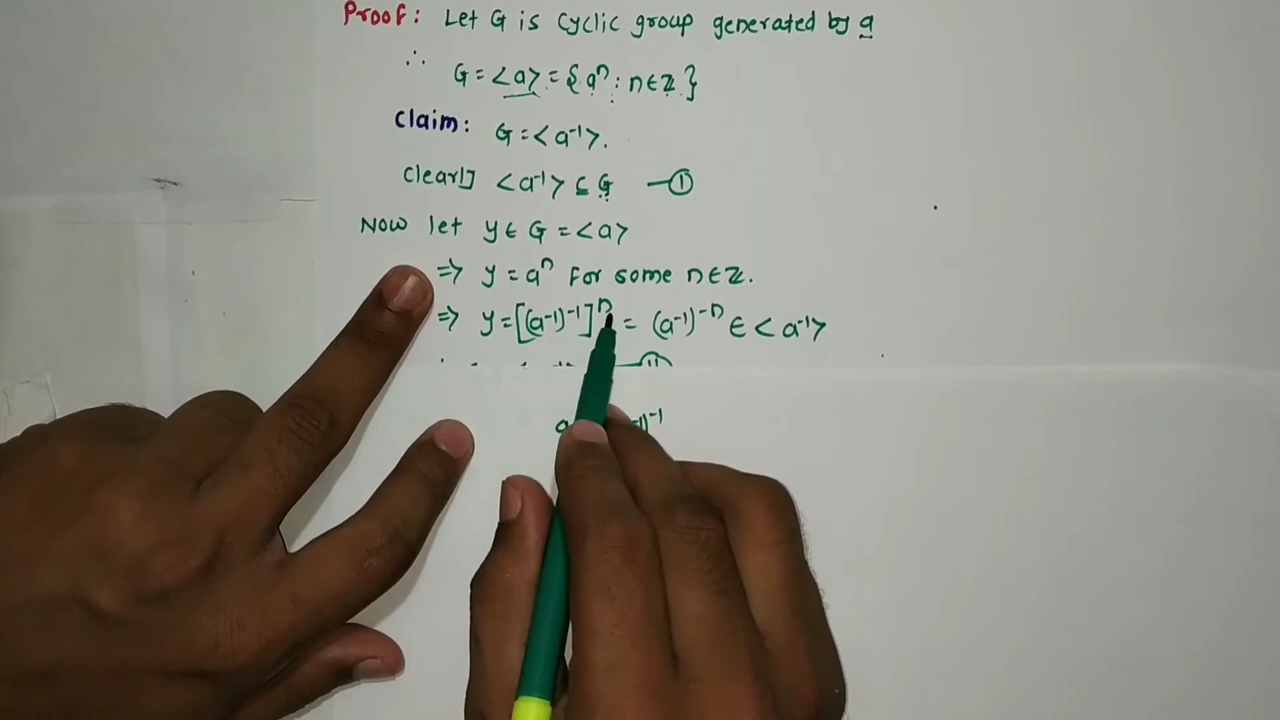 Proof: Let G is cyclic group generated by a
∴ G = <a> = {aⁿ : n ∈ ℤ}
claim: G = <a⁻¹>.
clearly <a⁻¹> ⊆ G —①
Now let y ∈ G = <a>
⇒ y = aⁿ for some n ∈ ℤ.
⇒ y = [(a⁻¹)⁻¹]ⁿ = (a⁻¹)⁻ⁿ ∈ <a⁻¹>